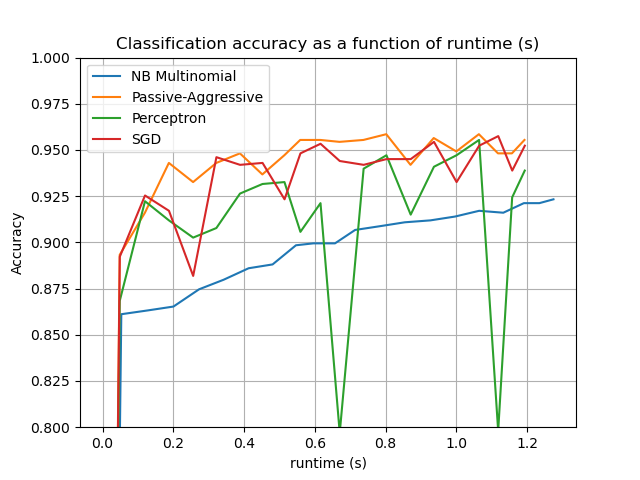 Classification accuracy as a function of runtime (s)
1.000
0.975
0.950
0.925
0.900
0.875
0.850
0.825
0.800
Accuracy
NB Multinomial
Passive-Aggressive
Perceptron
SGD
0.0 0.2 0.4 0.6 0.8 1.0 1.2
runtime (s)